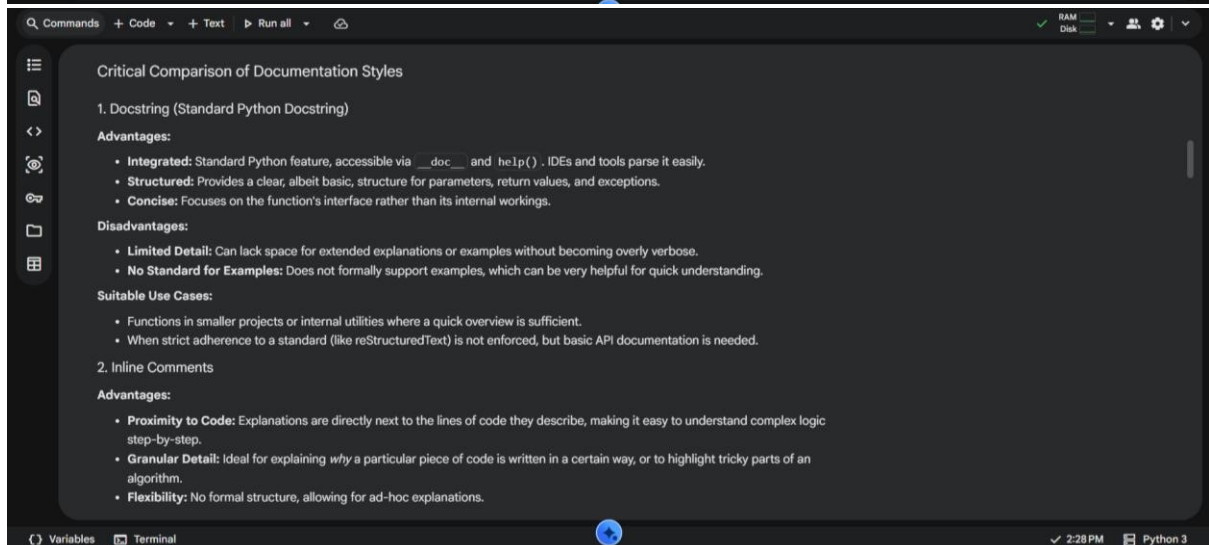 Commands + Code + Text Run all
RAM
Disk
Critical Comparison of Documentation Styles
1. Docstring (Standard Python Docstring)
Advantages:
• Integrated: Standard Python feature, accessible via __doc__ and help() . IDEs and tools parse it easily.
• Structured: Provides a clear, albeit basic, structure for parameters, return values, and exceptions.
• Concise: Focuses on the function's interface rather than its internal workings.
Disadvantages:
• Limited Detail: Can lack space for extended explanations or examples without becoming overly verbose.
• No Standard for Examples: Does not formally support examples, which can be very helpful for quick understanding.
Suitable Use Cases:
• Functions in smaller projects or internal utilities where a quick overview is sufficient.
• When strict adherence to a standard (like reStructuredText) is not enforced, but basic API documentation is needed.
2. Inline Comments
Advantages:
• Proximity to Code: Explanations are directly next to the lines of code they describe, making it easy to understand complex logic
step-by-step.
• Granular Detail: Ideal for explaining why a particular piece of code is written in a certain way, or to highlight tricky parts of an
algorithm.
• Flexibility: No formal structure, allowing for ad-hoc explanations.
{} Variables Terminal 2:28 PM Python 3